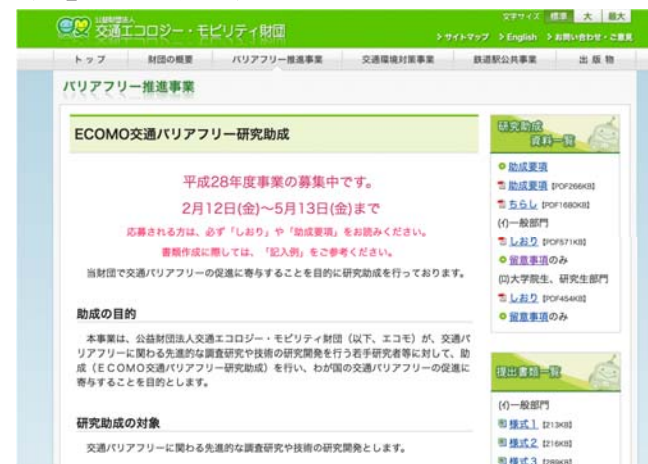 公益財団法人
交通エコロジー・モビリティ財団
文字サイズ 標準 大 最大
>サイトマップ >English >お問い合わせ・ご意見
トップ 財団の概要 バリアフリー推進事業 交通環境対策事業 鉄道駅公共事業 出版物
バリアフリー推進事業
ECOMO交通バリアフリー研究助成
平成28年度事業の募集中です。
2月12日(金)~5月13日(金)まで
応募される方は、必ず「しおり」や「助成要項」をお読みください。
書類作成に際しては、「記入例」をご参考ください。
当財団で交通バリアフリーの促進に寄与することを目的に研究助成を行っております。
助成の目的
本事業は、公益財団法人交通エコロジー・モビリティ財団(以下、エコモ)が、交通バ
リアフリーに関わる先進的な調査研究や技術の研究開発を行う若手研究者等に対して、助
成(ECOMO交通バリアフリー研究助成)を行い、わが国の交通バリアフリーの促進に
寄与することを目的とします。
研究助成の対象
交通バリアフリーに関わる先進的な調査研究や技術の研究開発とします。
研究助成
資料一覧
助成要項
助成要項 [PDF266KB]
ちらし [PDF1680KB]
(イ)一般部門
しおり [PDF571KB]
留意事項のみ
(ロ)大学院生、研究生部門
しおり [PDF454KB]
留意事項のみ
提出書類一覧
(イ)一般部門
様式1 [213KB]
様式2 [216KB]
様式3